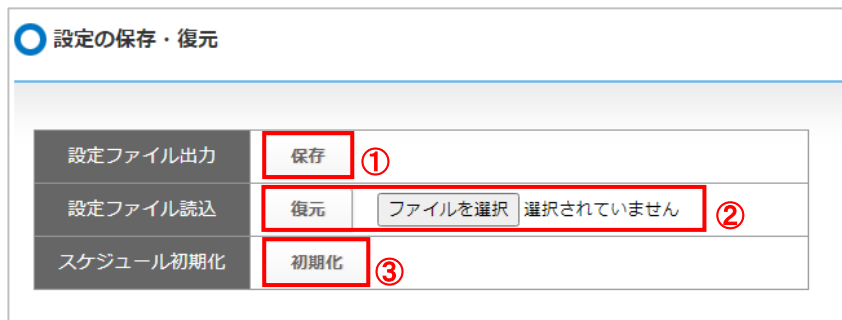 設定の保存・復元
設定ファイル出力 保存 ①
設定ファイル読込 復元 ファイルを選択 選択されていません ②
スケジュール初期化 初期化 ③